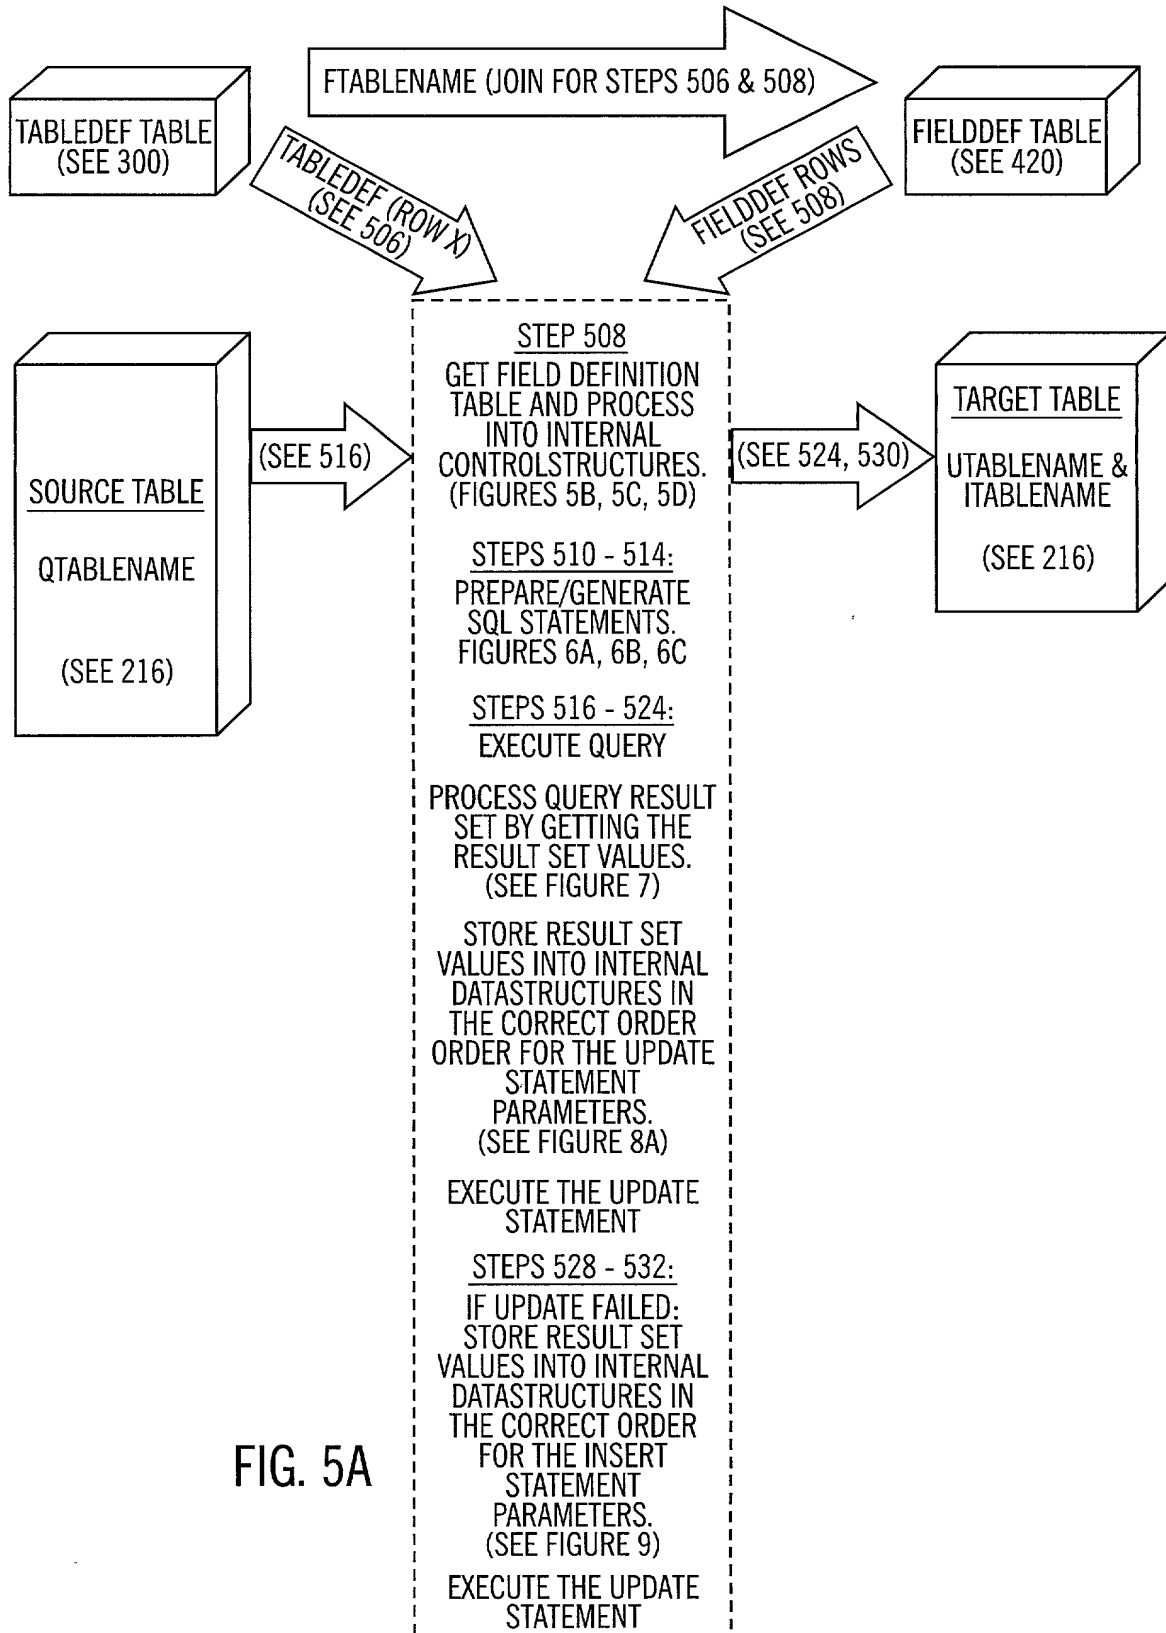 FTABLENAME (JOIN FOR STEPS 506 & 508)
TABLEDEF TABLE
(SEE 300)
FIELDDEF TABLE
(SEE 420)
TABLEDEF (ROW X)
(SEE 506)
FIELDDEF ROWS
(SEE 508)
SOURCE TABLE
QTABLENAME
(SEE 216)
(SEE 516)
STEP 508
GET FIELD DEFINITION
TABLE AND PROCESS
INTO INTERNAL
CONTROLSTRUCTURES.
(FIGURES 5B, 5C, 5D)
STEPS 510 - 514:
PREPARE/GENERATE
SQL STATEMENTS.
FIGURES 6A, 6B, 6C
STEPS 516 - 524:
EXECUTE QUERY
PROCESS QUERY RESULT
SET BY GETTING THE
RESULT SET VALUES.
(SEE FIGURE 7)
STORE RESULT SET
VALUES INTO INTERNAL
DATASTRUCTURES IN
THE CORRECT ORDER
ORDER FOR THE UPDATE
STATEMENT
PARAMETERS.
(SEE FIGURE 8A)
EXECUTE THE UPDATE
STATEMENT
STEPS 528 - 532:
IF UPDATE FAILED:
STORE RESULT SET
VALUES INTO INTERNAL
DATASTRUCTURES IN
THE CORRECT ORDER
FOR THE INSERT
STATEMENT
PARAMETERS.
(SEE FIGURE 9)
EXECUTE THE UPDATE
STATEMENT
(SEE 524, 530)
TARGET TABLE
UTABLENAME &
ITABLENAME
(SEE 216)
FIG. 5A